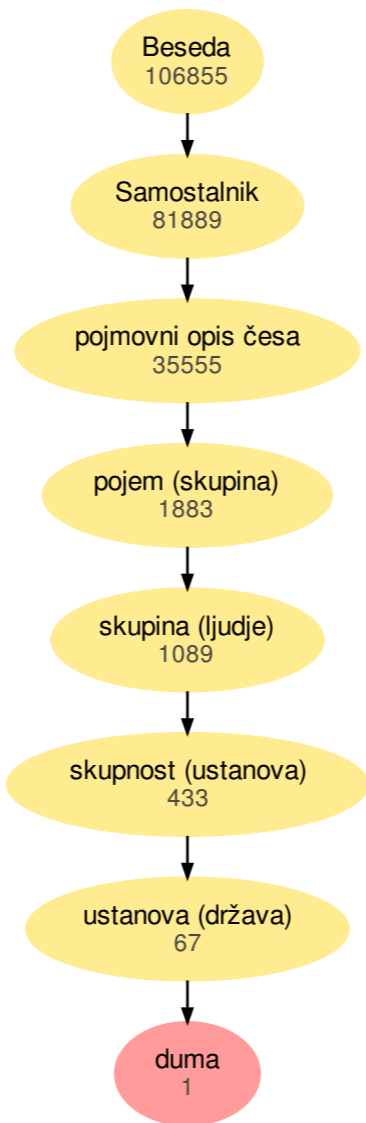 Beseda
106855
Samostalnik
81889
pojmovni opis česa
35555
pojem (skupina)
1883
skupina (ljudje)
1089
skupnost (ustanova)
433
ustanova (država)
67
duma
1